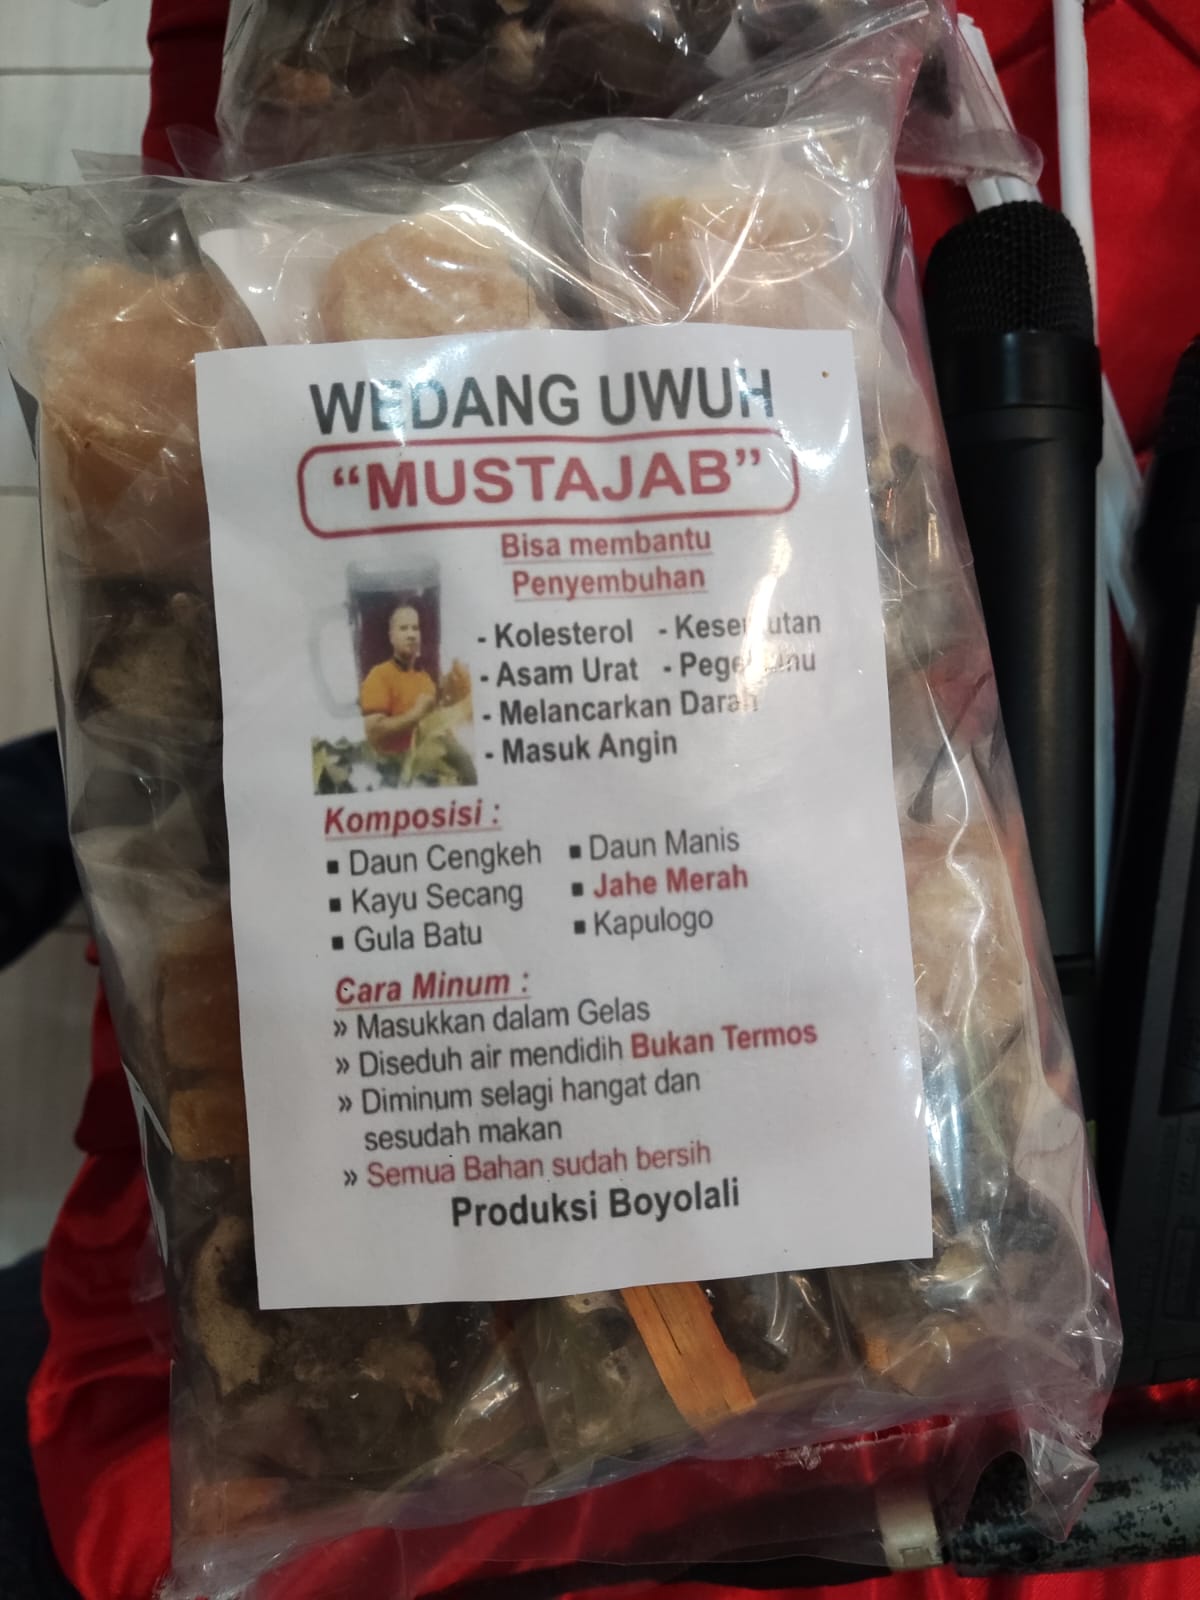 WEDANG UWUH
“MUSTAJAB”
Bisa membantu
Penyembuhan
- Kolesterol
- Asam Urat
- Melancarkan Darah
- Masuk Angin
Komposisi :
▪ Daun Cengkeh ▪ Daun Manis
▪ Kayu Secang ▪ Jahe Merah
▪ Gula Batu ▪ Kapulogo
Cara Minum :
» Masukkan dalam Gelas
» Diseduh air mendidih Bukan Termos
» Diminum selagi hangat dan
sesudah makan
» Semua Bahan sudah bersih
Produksi Boyolali